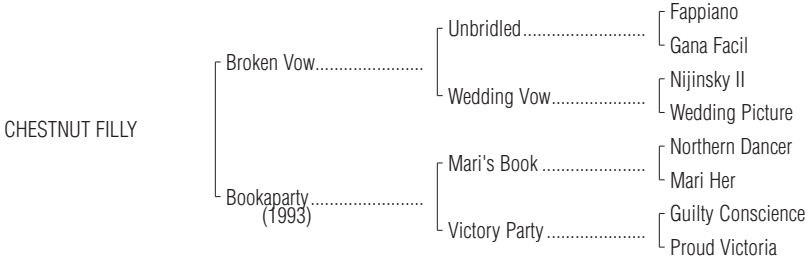 Fappiano
Unbridled
Gana Facil
Broken Vow
Nijinsky II
Wedding Vow
Wedding Picture
CHESTNUT FILLY
Northern Dancer
Mari's Book
Mari Her
Bookaparty
(1993)
Guilty Conscience
Victory Party
Proud Victoria